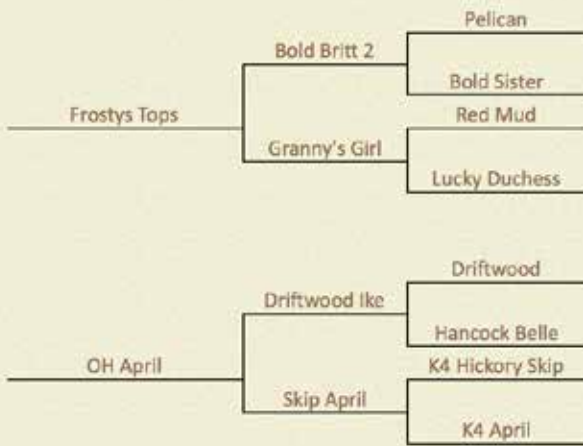 Pelican
Bold Britt 2
Bold Sister
Frostys Tops
Red Mud
Granny's Girl
Lucky Duchess
Driftwood
Driftwood Ike
Hancock Belle
OH April
K4 Hickory Skip
Skip April
K4 April